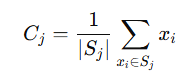 $C_j = \frac{1}{|S_j|} \sum_{x_i \in S_j} x_i$